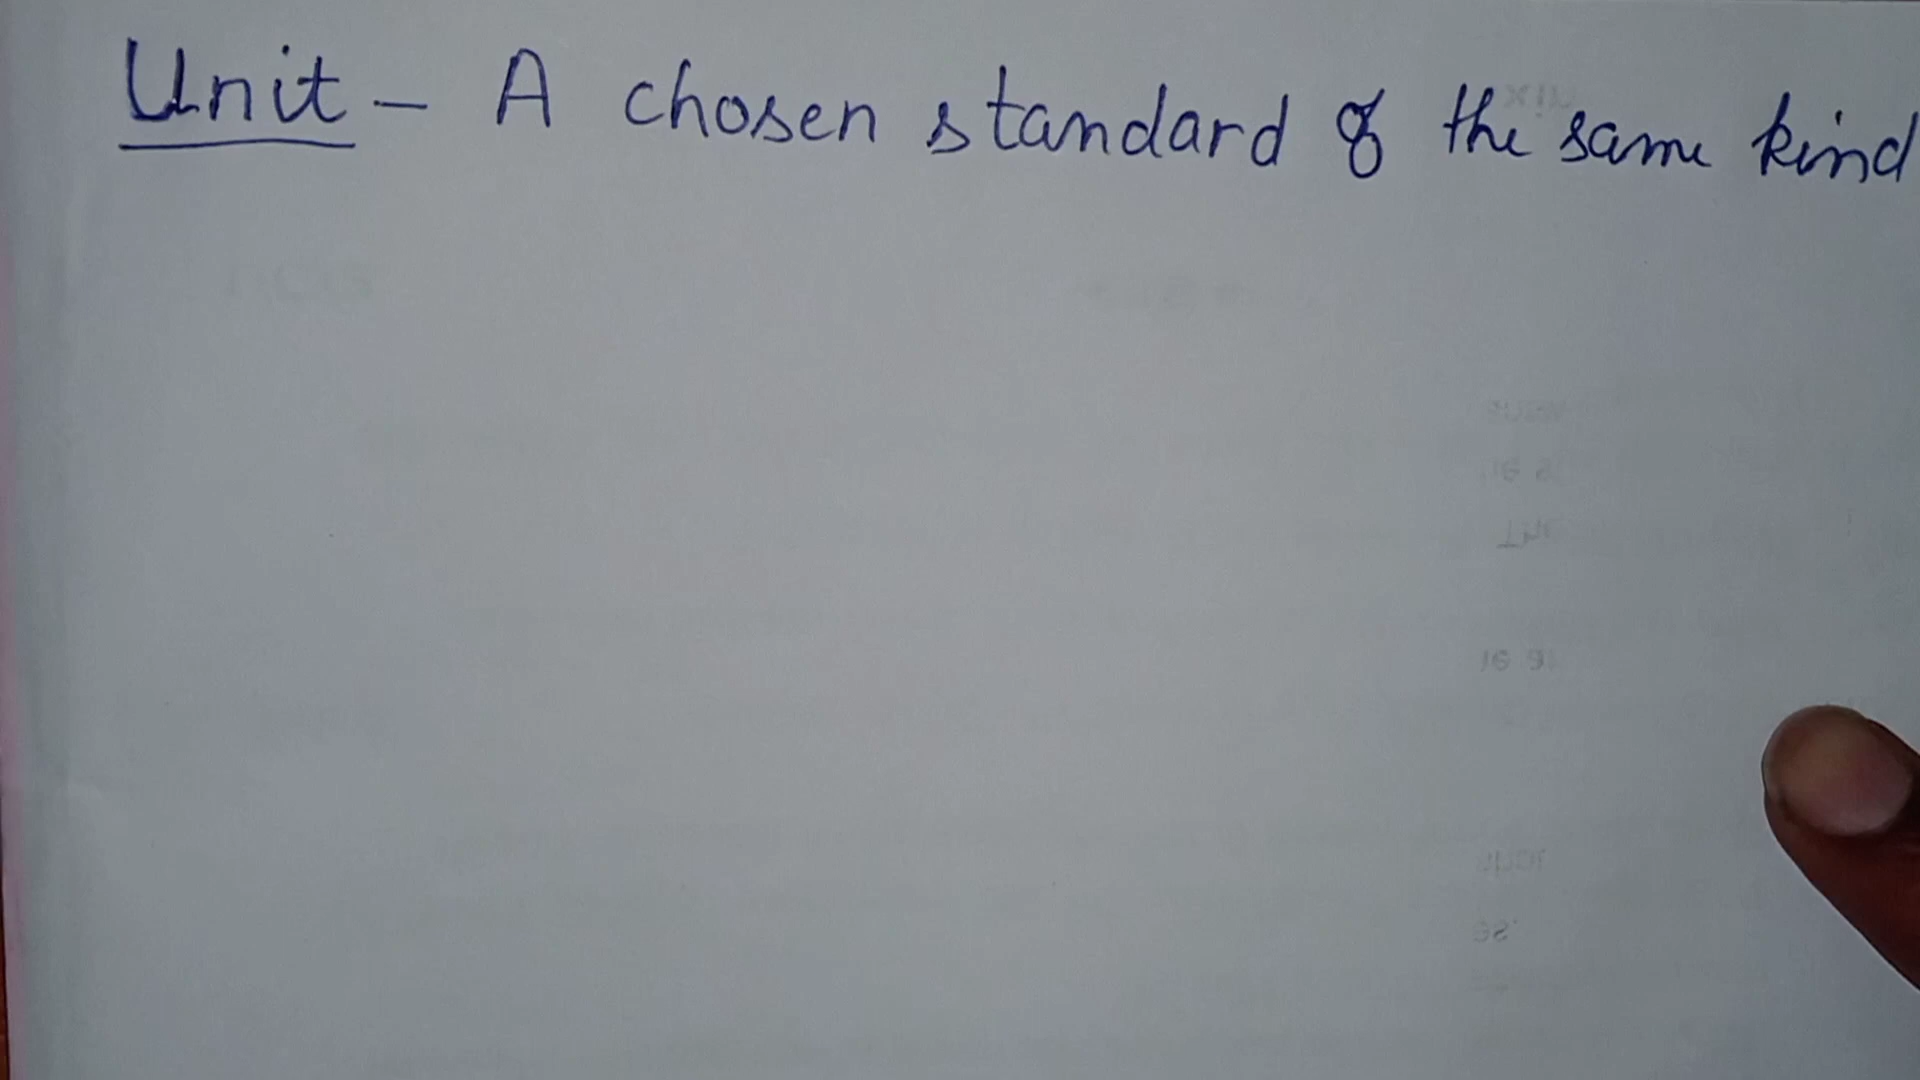 Unit - A chosen standard of the same kind